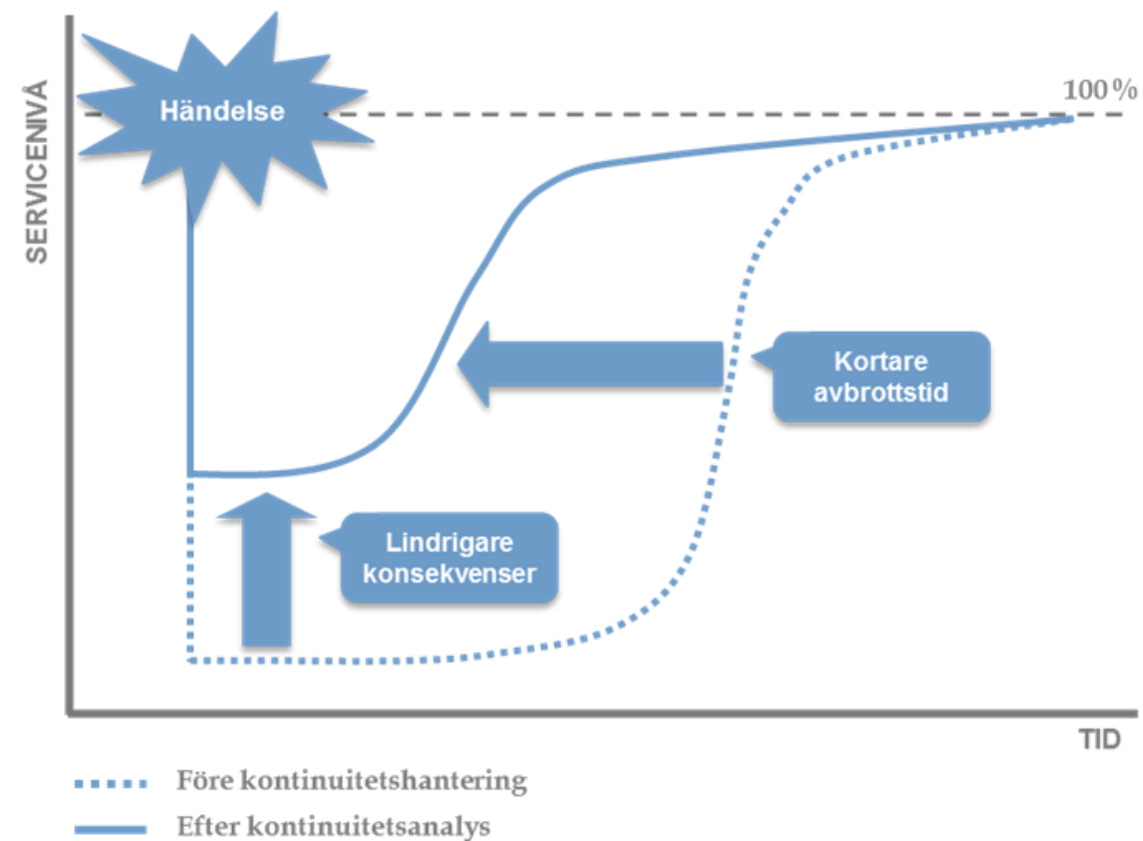 Händelse
100%
SERVICENIVÅ
Kortare
avbrottstid
Lindrigare
konsekvenser
TID
Före kontinuitetshantering
Efter kontinuitetsanalys